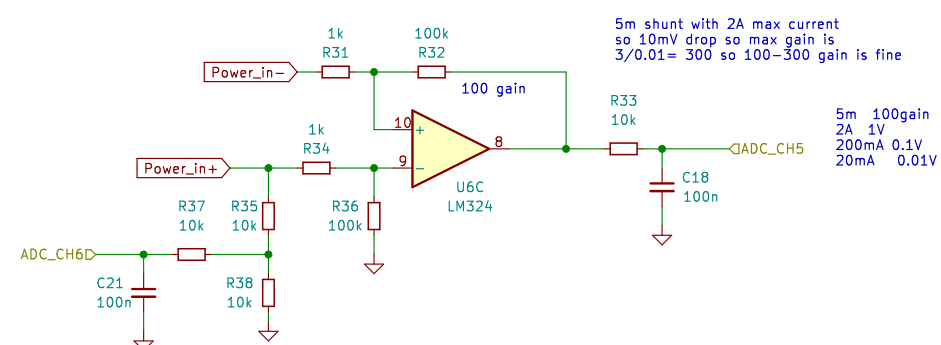 5m shunt with 2A max current
so 10mV drop so max gain is
3/0.01= 300 so 100-300 gain is fine
1k
R31
100k
R32
Power_in-
100 gain
R33
10k
5m 100gain
2A 1V
200mA 0.1V
20mA 0.01V
10
+
8
ADC_CH5
1k
R34
9
-
Power_in+
U6C
LM324
C18
100n
R37
10k
R35
10k
R36
100k
ADC_CH6
C21
100n
R38
10k